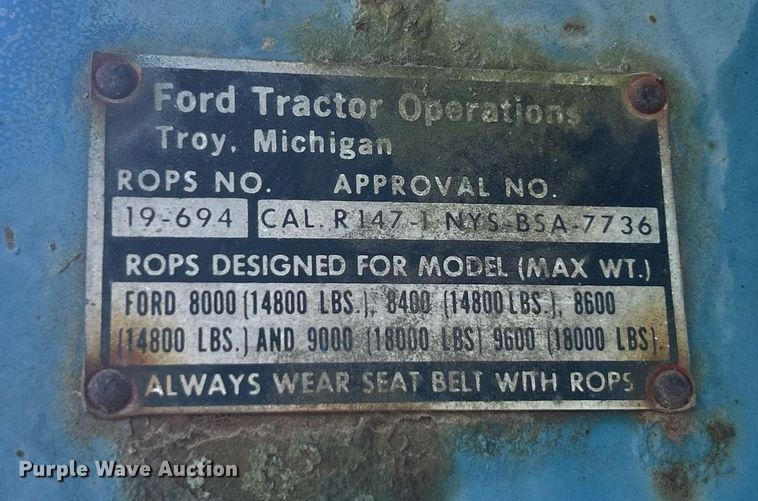 Ford Tractor Operations
Troy, Michigan
ROPS NO. APPROVAL NO.
19-694 CAL. R147-1 NYS-BSA-7736
ROPS DESIGNED FOR MODEL (MAX WT.)
FORD 8000 (14800 LBS.), 8400 (14800 LBS.), 8600
(14800 LBS.) AND 9000 (18000 LBS) 9600 (18000 LBS).
ALWAYS WEAR SEAT BELT WITH ROPS
Purple Wave Auction